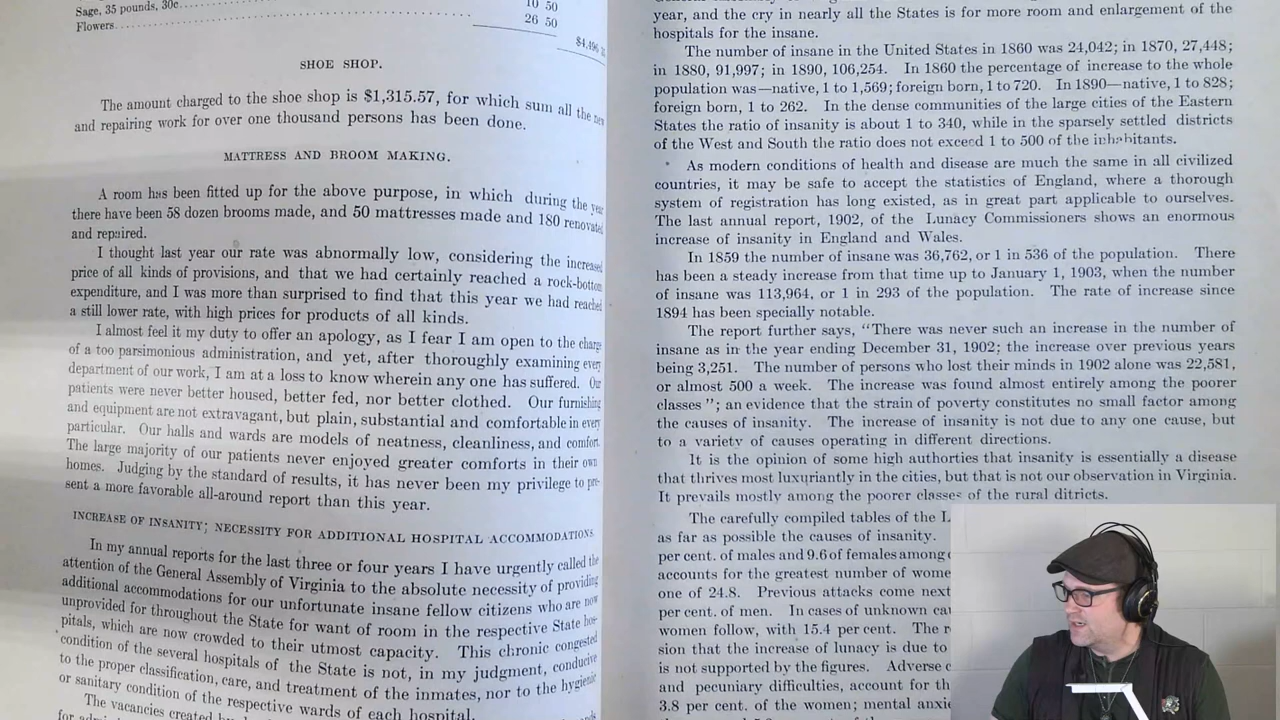 Sage, 35 pounds, 30c
10 50
Flowers
26 50
SHOE SHOP.
The amount charged to the shoe shop is $1,315.57, for which sum all the new
and repairing work for over one thousand persons has been done.
MATTRESS AND BROOM MAKING.
A room has been fitted up for the above purpose, in which during the year
there have been 58 dozen brooms made, and 50 mattresses made and 180 renovated
and repaired.
I thought last year our rate was abnormally low, considering the increased
price of all kinds of provisions, and that we had certainly reached a rock-bottom
expenditure, and I was more than surprised to find that this year we had reached
a still lower rate, with high prices for products of all kinds.
I almost feel it my duty to offer an apology, as I fear I am open to the charge
of a too parsimonious administration, and yet, after thoroughly examining every
department of our work, I am at a loss to know wherein any one has suffered. Our
patients were never better housed, better fed, nor better clothed. Our furnishing
and equipment are not extravagant, but plain, substantial and comfortable in every
particular. Our halls and wards are models of neatness, cleanliness, and comfort.
The large majority of our patients never enjoyed greater comforts in their own
homes. Judging by the standard of results, it has never been my privilege to pre-
sent a more favorable all-around report than this year.
INCREASE OF INSANITY; NECESSITY FOR ADDITIONAL HOSPITAL ACCOMMODATIONS.
In my annual reports for the last three or four years I have urgently called the
attention of the General Assembly of Virginia to the absolute necessity of providing
additional accommodations for our unfortunate insane fellow citizens who are now
unprovided for throughout the State for want of room in the respective State hos-
pitals, which are now crowded to their utmost capacity. This chronic congested
condition of the several hospitals of the State is not, in my judgment, conducive
to the proper classification, care, and treatment of the inmates, nor to the hygienic
or sanitary condition of the respective wards of each hospital.
The vacancies created
year, and the cry in nearly all the States is for more room and enlargement of the
hospitals for the insane.
The number of insane in the United States in 1860 was 24,042; in 1870, 27,448;
in 1880, 91,997; in 1890, 106,254. In 1860 the percentage of increase to the whole
population was—native, 1 to 1,569; foreign born, 1 to 720. In 1890—native, 1 to 828;
foreign born, 1 to 262. In the dense communities of the large cities of the Eastern
States the ratio of insanity is about 1 to 340, while in the sparsely settled districts
of the West and South the ratio does not exceed 1 to 500 of the inhabitants.
As modern conditions of health and disease are much the same in all civilized
countries, it may be safe to accept the statistics of England, where a thorough
system of registration has long existed, as in great part applicable to ourselves.
The last annual report, 1902, of the Lunacy Commissioners shows an enormous
increase of insanity in England and Wales.
In 1859 the number of insane was 36,762, or 1 in 536 of the population. There
has been a steady increase from that time up to January 1, 1903, when the number
of insane was 113,964, or 1 in 293 of the population. The rate of increase since
1894 has been specially notable.
The report further says, "There was never such an increase in the number of
insane as in the year ending December 31, 1902; the increase over previous years
being 3,251. The number of persons who lost their minds in 1902 alone was 22,581,
or almost 500 a week. The increase was found almost entirely among the poorer
classes"; an evidence that the strain of poverty constitutes no small factor among
the causes of insanity. The increase of insanity is not due to any one cause, but
to a variety of causes operating in different directions.
It is the opinion of some high authorties that insanity is essentially a disease
that thrives most luxuriantly in the cities, but that is not our observation in Virginia.
It prevails mostly among the poorer classes of the rural ditricts.
The carefully compiled tables of the L
as far as possible the causes of insanity.
per cent. of males and 9.6 of females among
accounts for the greatest number of wome
one of 24.8. Previous attacks come next
per cent. of men. In cases of unknown cau
women follow, with 15.4 per cent. The r
sion that the increase of lunacy is due to
is not supported by the figures. Adverse c
and pecuniary difficulties, account for th
3.8 per cent. of the women; mental anxie